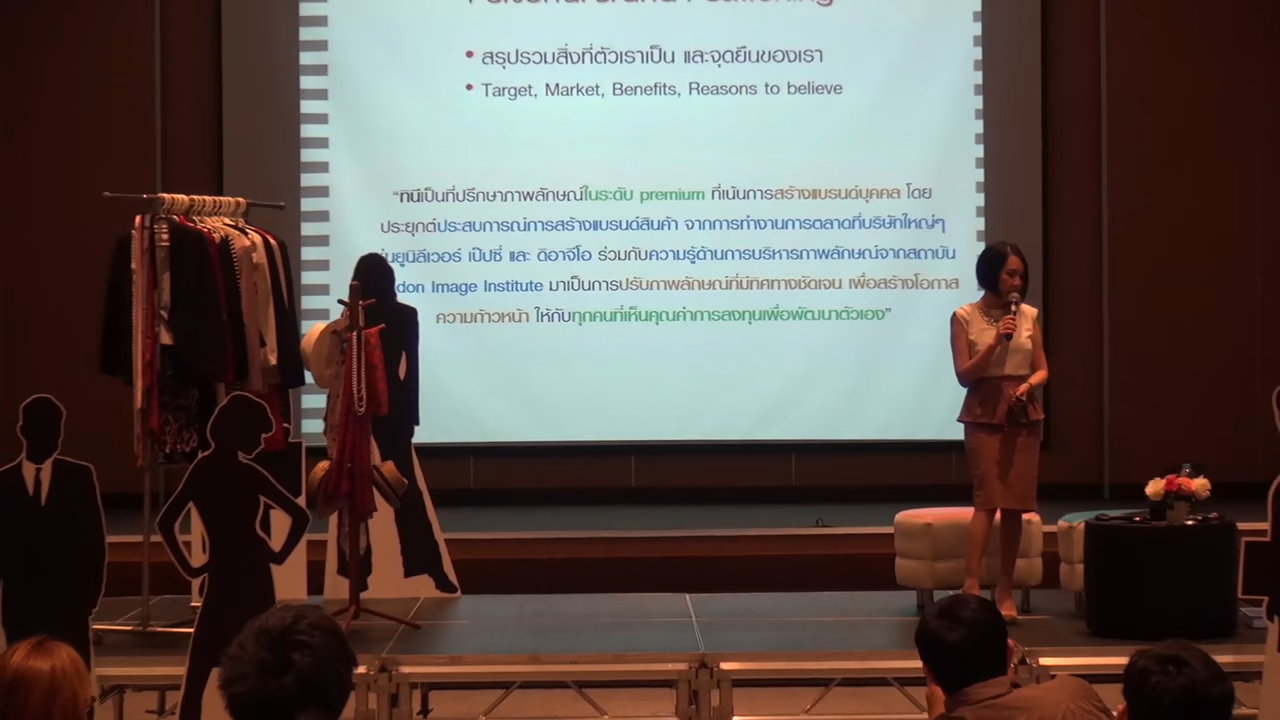 Personal Brand Positioning
• สรุปรวมสิ่งที่ตัวเราเป็น และจุดยืนของเรา
• Target, Market, Benefits, Reasons to believe
“ทินีเป็นที่ปรึกษาภาพลักษณ์ในระดับ premium ที่เน้นการสร้างแบรนด์บุคคล โดย
ประยุกต์ประสบการณ์การสร้างแบรนด์สินค้า จากการทำงานการตลาดที่บริษัทใหญ่ๆ
ยูนิลีเวอร์ เป๊ปซี่ และ ดิอาจีโอ ร่วมกับความรู้ด้านการบริหารภาพลักษณ์จากสถาบัน
don Image Institute มาเป็นการปรับภาพลักษณ์ที่มีทิศทางชัดเจน เพื่อสร้างโอกาส
ความก้าวหน้า ให้กับทุกคนที่เห็นคุณค่าการลงทุนเพื่อพัฒนาตัวเอง”